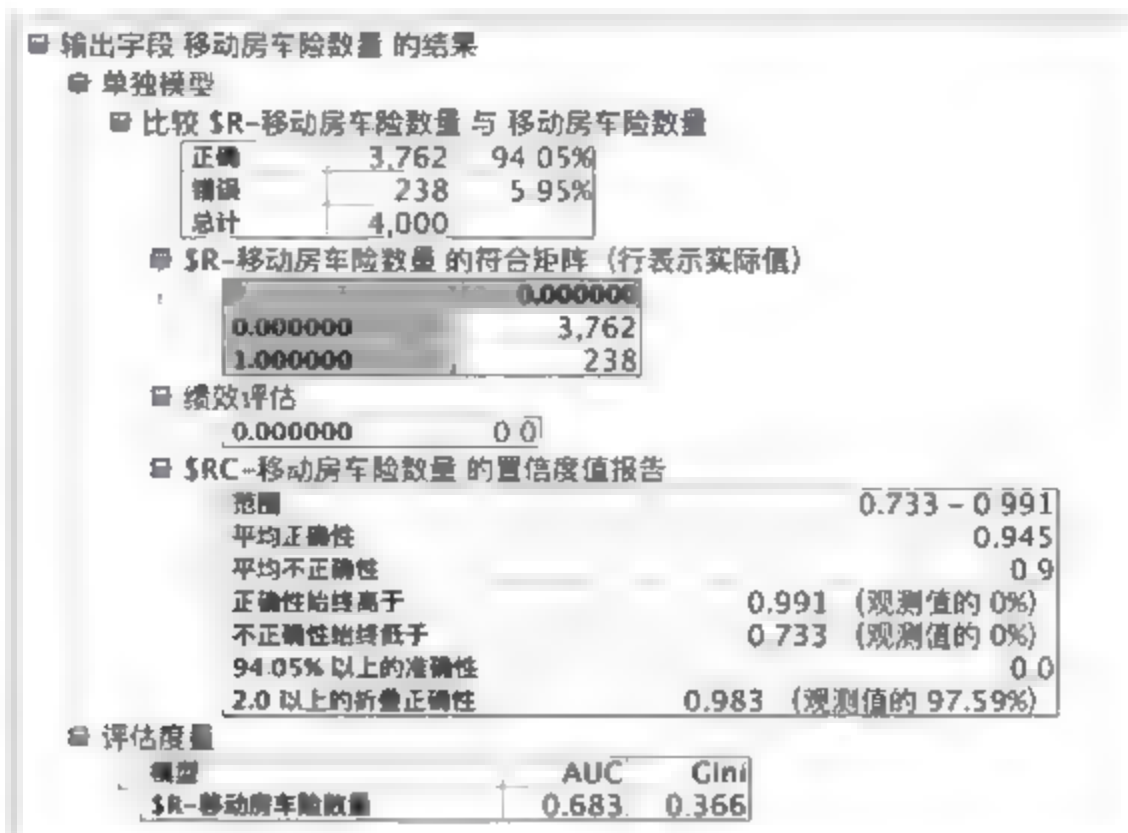 输出字段 移动房车险数量 的结果
单独模型
比较 $R-移动房车险数量 与 移动房车险数量
正确 3,762 94 05%
错误 238 5 95%
总计 4,000
$R-移动房车险数量 的符合矩阵 (行表示实际值)
0.000000
0.000000 3,762
1.000000 238
绩效评估
0.000000 0 0
$RC-移动房车险数量 的置信度值报告
范围 0.733 – 0 991
平均正确性 0.945
平均不正确性 0 9
正确性始终高于 0.991 (观测值的 0%)
不正确性始终低于 0 733 (观测值的 0%)
94.05% 以上的准确性 0 0
2.0 以上的折叠正确性 0.983 (观测值的 97.59%)
评估度量
模型 AUC Gini
$R-移动房车险数量 0.683 0.366